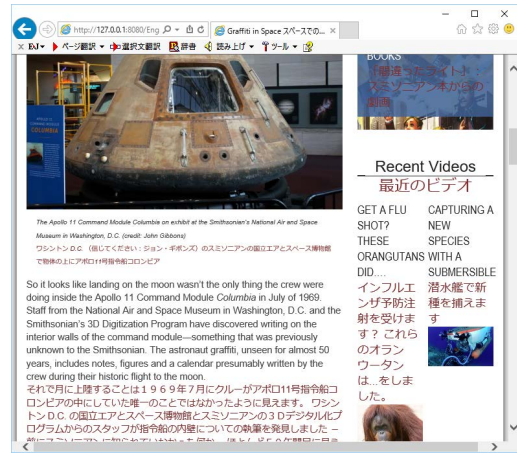 http://127.0.0.1:8080/Eng
Graffiti in Space スペースでの...
EJ
ページ翻訳
選択文翻訳
辞書
読み上げ
ツール
APOLLO 11
COMMAND MODULE
COLUMBIA
BOOKS
スミソニアン本からの
The Apollo 11 Command Module Columbia on exhibit at the Smithsonian's National Air and Space
Museum in Washington, D.C. (credit: John Gibbons)
ワシントン D.C. (信じてください：ジョン・ギボンズ) のスミソニアンの国立エアとスペース博物館
で物体の上にアポロ11号指令船コロンビア
So it looks like landing on the moon wasn't the only thing the crew were
doing inside the Apollo 11 Command Module Columbia in July of 1969.
Staff from the National Air and Space Museum in Washington, D.C. and the
Smithsonian's 3D Digitization Program have discovered writing on the
interior walls of the command module—something that was previously
unknown to the Smithsonian. The astronaut graffiti, unseen for almost 50
years, includes notes, figures and a calendar presumably written by the
crew during their historic flight to the moon.
それで月に上陸することは１９６９年７月にクルーがアポロ11号指令船コ
ロンビアの中にしていた唯一のことではなかったように見えます。 ワシン
トン D.C. の国立エアとスペース博物館とスミソニアンの３Ｄデジタル化プ
ログラムからのスタッフが指令船の内壁についての執筆を発見しました －
Recent Videos
最近のビデオ
GET A FLU
SHOT?
THESE
ORANGUTANS
DID....
インフルエ
ンザ予防注
射を受けま
す？ これら
のオラン
ウータン
は...をしま
した。
CAPTURING A
NEW
SPECIES
WITH A
SUBMERSIBLE
潜水艦で新
種を捕えま
す